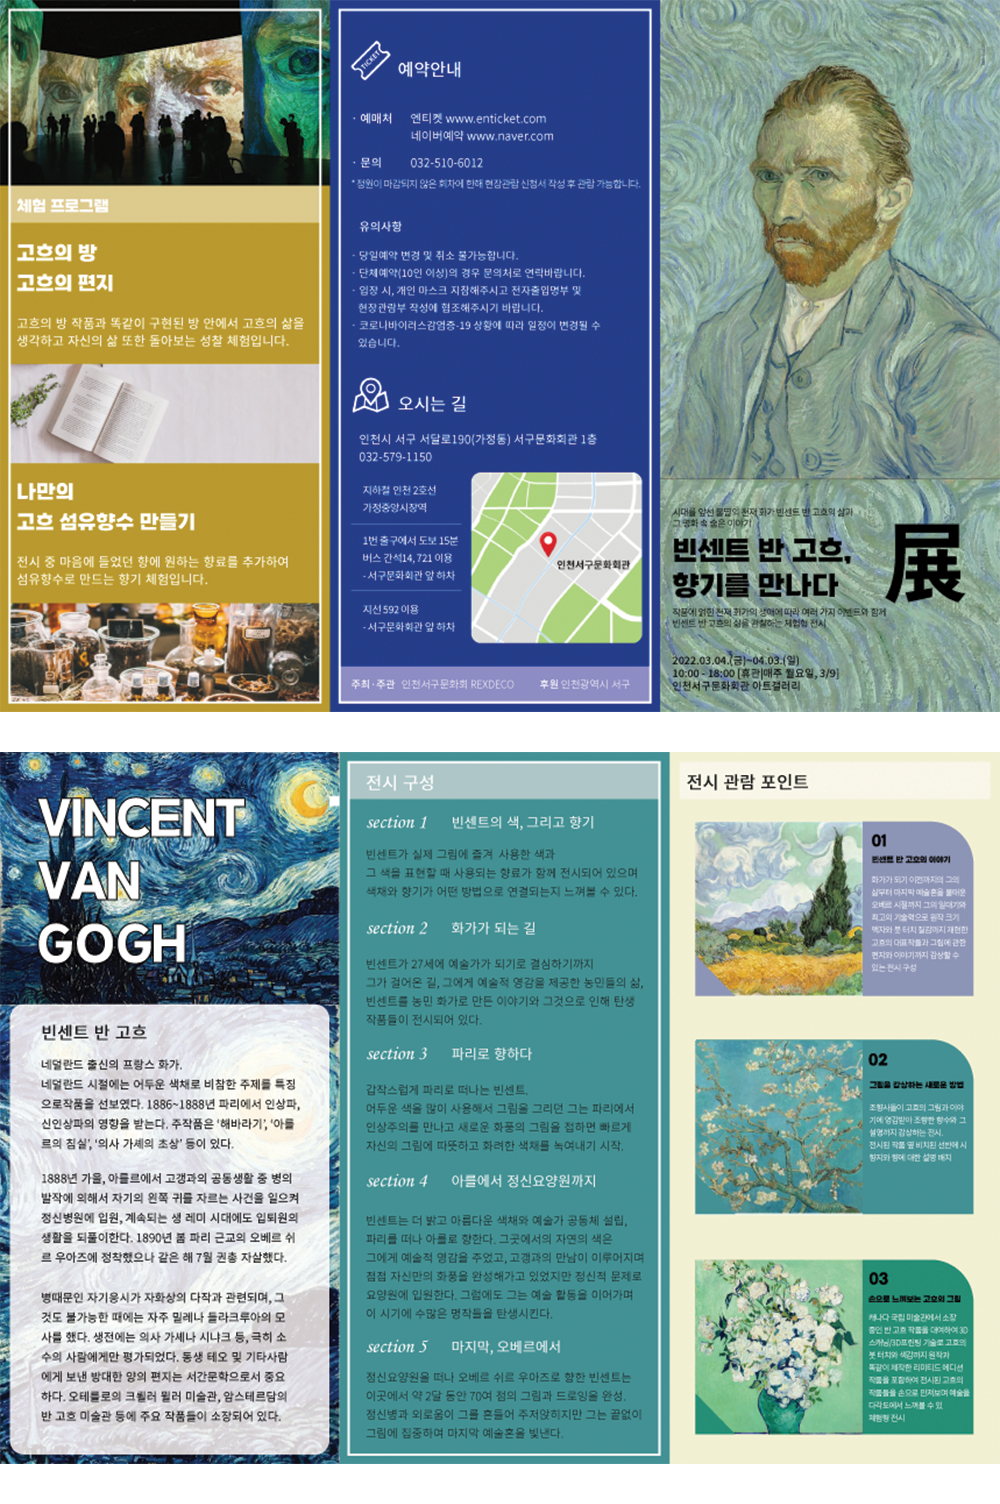 체험 프로그램
고흐의 방
고흐의 편지
고흐의 방 작품과 똑같이 구현된 방 안에서 고흐의 삶을
생각하고 자신의 삶 또한 돌아보는 성찰 체험입니다.
나만의
고흐 섬유향수 만들기
전시 중 마음에 들었던 향에 원하는 향료를 추가하여
섬유향수로 만드는 향기 체험입니다.
TICKET
예약안내
· 예매처 엔티켓 www.enticket.com
네이버예약 www.naver.com
· 문의 032-510-6012
*정원이 마감되지 않은 회차에 한해 현장관람 신청서 작성 후 관람 가능합니다.
유의사항
· 당일예약 변경 및 취소 불가능합니다.
· 단체예약(10인 이상)의 경우 문의처로 연락바랍니다.
· 입장 시, 개인 마스크 지참해주시고 전자출입명부 및
현장관람부 작성에 협조해주시기 바랍니다.
· 코로나바이러스감염증-19 상황에 따라 일정이 변경될 수
있습니다.
오시는 길
인천시 서구 서달로190(가정동) 서구문화회관 1층
032-579-1150
지하철 인천 2호선
가정중앙시장역
1번 출구에서 도보 15분
버스 간석14, 721 이용
- 서구문화회관 앞 하차
지선 592 이용
- 서구문화회관 앞 하차
인천서구문화회관
주최·주관 인천서구문화회 REXDECO 후원 인천광역시 서구
시대를 앞선 불멸의 천재 화가 빈센트 반 고흐의 삶과
그 명화 속 숨은 이야기
빈센트 반 고흐,
향기를 만나다
展
작품에 얽힌 천재 화가의 생애에 따라 여러 가지 이벤트와 함께
빈센트 반 고흐의 삶을 관찰하는 체험형 전시
2022.03.04.(금)~04.03.(일)
10:00 - 18:00 [휴관|매주 월요일, 3/9]
인천서구문화회관 아트갤러리
VINCENT
VAN
GOGH
빈센트 반 고흐
네덜란드 출신의 프랑스 화가.
네덜란드 시절에는 어두운 색채로 비참한 주제를 특징
으로작품을 선보였다. 1886~1888년 파리에서 인상파,
신인상파의 영향을 받는다. 주작품은 '해바라기', '아를
르의 침실', '의사 가셰의 초상' 등이 있다.
1888년 가을, 아를르에서 고갱과의 공동생활 중 병의
발작에 의해서 자기의 왼쪽 귀를 자르는 사건을 일으켜
정신병원에 입원, 계속되는 생 레미 시대에도 입퇴원의
생활을 되풀이한다. 1890년 봄 파리 근교의 오베르 쉬
르 우아즈에 정착했으나 같은 해 7월 권총 자살했다.
병때문인 자기응시가 자화상의 다작과 관련되며, 그
것도 불가능한 때에는 자주 밀레나 들라크루아의 모
사를 했다. 생전에는 의사 가셰나 시냐크 등, 극히 소
수의 사람에게만 평가되었다. 동생 테오 및 기타사람
에게 보낸 방대한 양의 편지는 서간문학으로서 중요
하다. 오테를로의 크뢸러 뮐러 미술관, 암스테르담의
반 고흐 미술관 등에 주요 작품들이 소장되어 있다.
전시 구성
section 1 빈센트의 색, 그리고 향기
빈센트가 실제 그림에 즐겨 사용한 색과
그 색을 표현할 때 사용되는 향료가 함께 전시되어 있으며
색채와 향기가 어떤 방법으로 연결되는지 느껴볼 수 있다.
section 2 화가가 되는 길
빈센트가 27세에 예술가가 되기로 결심하기까지
그가 걸어온 길, 그에게 예술적 영감을 제공한 농민들의 삶,
빈센트를 농민 화가로 만든 이야기와 그것으로 인해 탄생
작품들이 전시되어 있다.
section 3 파리로 향하다
갑작스럽게 파리로 떠나는 빈센트.
어두운 색을 많이 사용해서 그림을 그리던 그는 파리에서
인상주의를 만나고 새로운 화풍의 그림을 접하면 빠르게
자신의 그림에 따뜻하고 화려한 색채를 녹여내기 시작.
section 4 아를에서 정신요양원까지
빈센트는 더 밝고 아름다운 색채와 예술가 공동체 설립,
파리를 떠나 아를로 향한다. 그곳에서의 자연의 색은
그에게 예술적 영감을 주었고, 고갱과의 만남이 이루어지며
점점 자신만의 화풍을 완성해가고 있었지만 정신적 문제로
요양원에 입원한다. 그럼에도 그는 예술 활동을 이어가며
이 시기에 수많은 명작들을 탄생시킨다.
section 5 마지막, 오베르에서
정신요양원을 떠나 오베르 쉬르 우아즈로 향한 빈센트는
이곳에서 약 2달 동안 70여 점의 그림과 드로잉을 완성.
정신병과 외로움이 그를 흔들어 주저앉히지만 그는 끝없이
그림에 집중하며 마지막 예술혼을 빛낸다.
전시 관람 포인트
01
빈센트 반 고흐의 이야기
화가가 되기 이전까지의 그의
삶부터 마지막 예술혼을 불태운
오베르 시절까지 그의 일대기와
최고의 기술력으로 원작 크기
액자와 붓 터치 질감까지 재현한
고흐의 대표작들과 그림에 관한
편지와 이야기까지 감상할 수
있는 전시 구성
02
그림을 감상하는 새로운 방법
조향사들이 고흐의 그림과 이야
기에 영감받아 조향한 향수와 그
설명까지 감상하는 전시.
전시된 작품 옆 비치된 선반에 시
향지와 향에 대한 설명 배치
03
손으로 느껴보는 고흐의 그림
캐나다 국립 미술관에서 소장
중인 반 고흐 작품을 대여하여 3D
스캐닝/3D프린팅 기술로 고흐의
붓 터치와 색감까지 원작과
똑같이 제작한 리미티드 에디션
작품을 포함하여 전시된 고흐의
작품들을 손으로 만져보며 예술을
다각도에서 느껴볼 수 있
체험형 전시